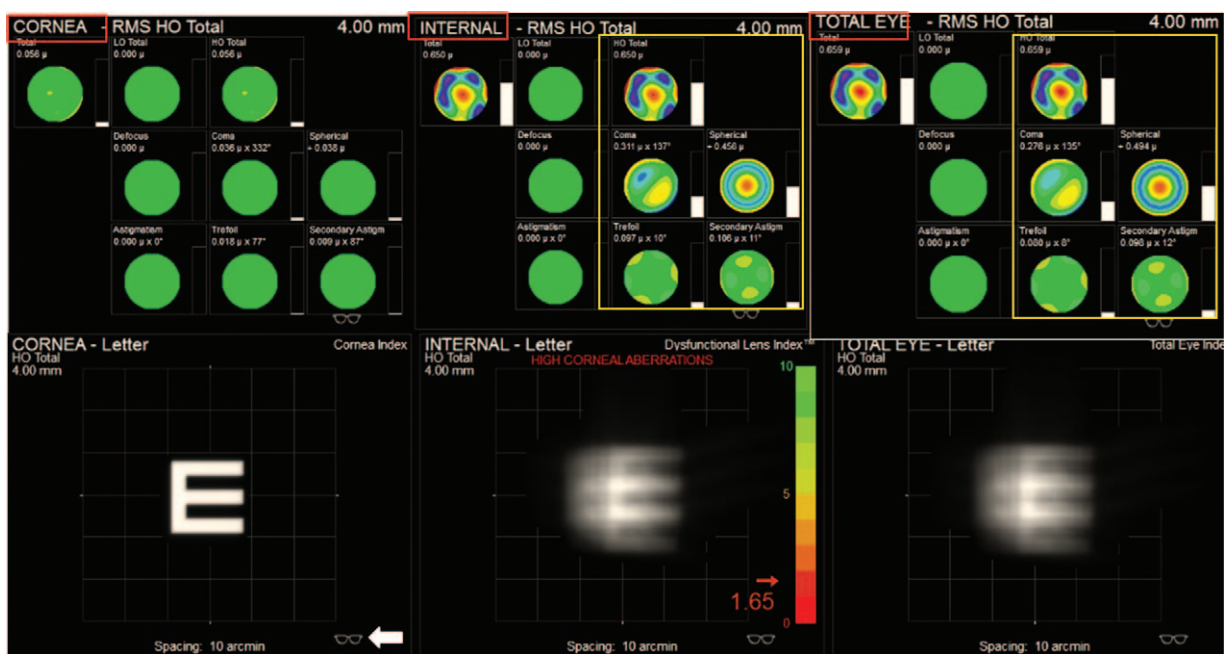 CORNEA - RMS HO Total 4.00 mm
Total
0.056 µ
LO Total
0.000 µ
HO Total
0.056 µ
Defocus
0.000 µ
Coma
0.036 µ x 332°
Spherical
+ 0.038 µ
Astigmatism
0.000 µ x 0°
Trefoil
0.018 µ x 77°
Secondary Astigm
0.009 µ x 87°
INTERNAL - RMS HO Total 4.00 mm
Total
0.650 µ
LO Total
0.000 µ
HO Total
0.650 µ
Defocus
0.000 µ
Coma
0.311 µ x 137°
Spherical
+ 0.456 µ
Astigmatism
0.000 µ x 0°
Trefoil
0.097 µ x 10°
Secondary Astigm
0.106 µ x 11°
TOTAL EYE - RMS HO Total 4.00 mm
Total
0.659 µ
LO Total
0.000 µ
HO Total
0.659 µ
Defocus
0.000 µ
Coma
0.276 µ x 135°
Spherical
+ 0.494 µ
Astigmatism
0.000 µ x 0°
Trefoil
0.080 µ x 8°
Secondary Astigm
0.098 µ x 12°
CORNEA - Letter Cornea Index
HO Total
4.00 mm
E
Spacing: 10 arcmin
INTERNAL - Letter Dysfunctional Lens Index™
HO Total HIGH CORNEAL ABERRATIONS
4.00 mm
10
E
5
1.65
0
Spacing: 10 arcmin
TOTAL EYE - Letter Total Eye Inde
HO Total
4.00 mm
E
Spacing: 10 arcmin